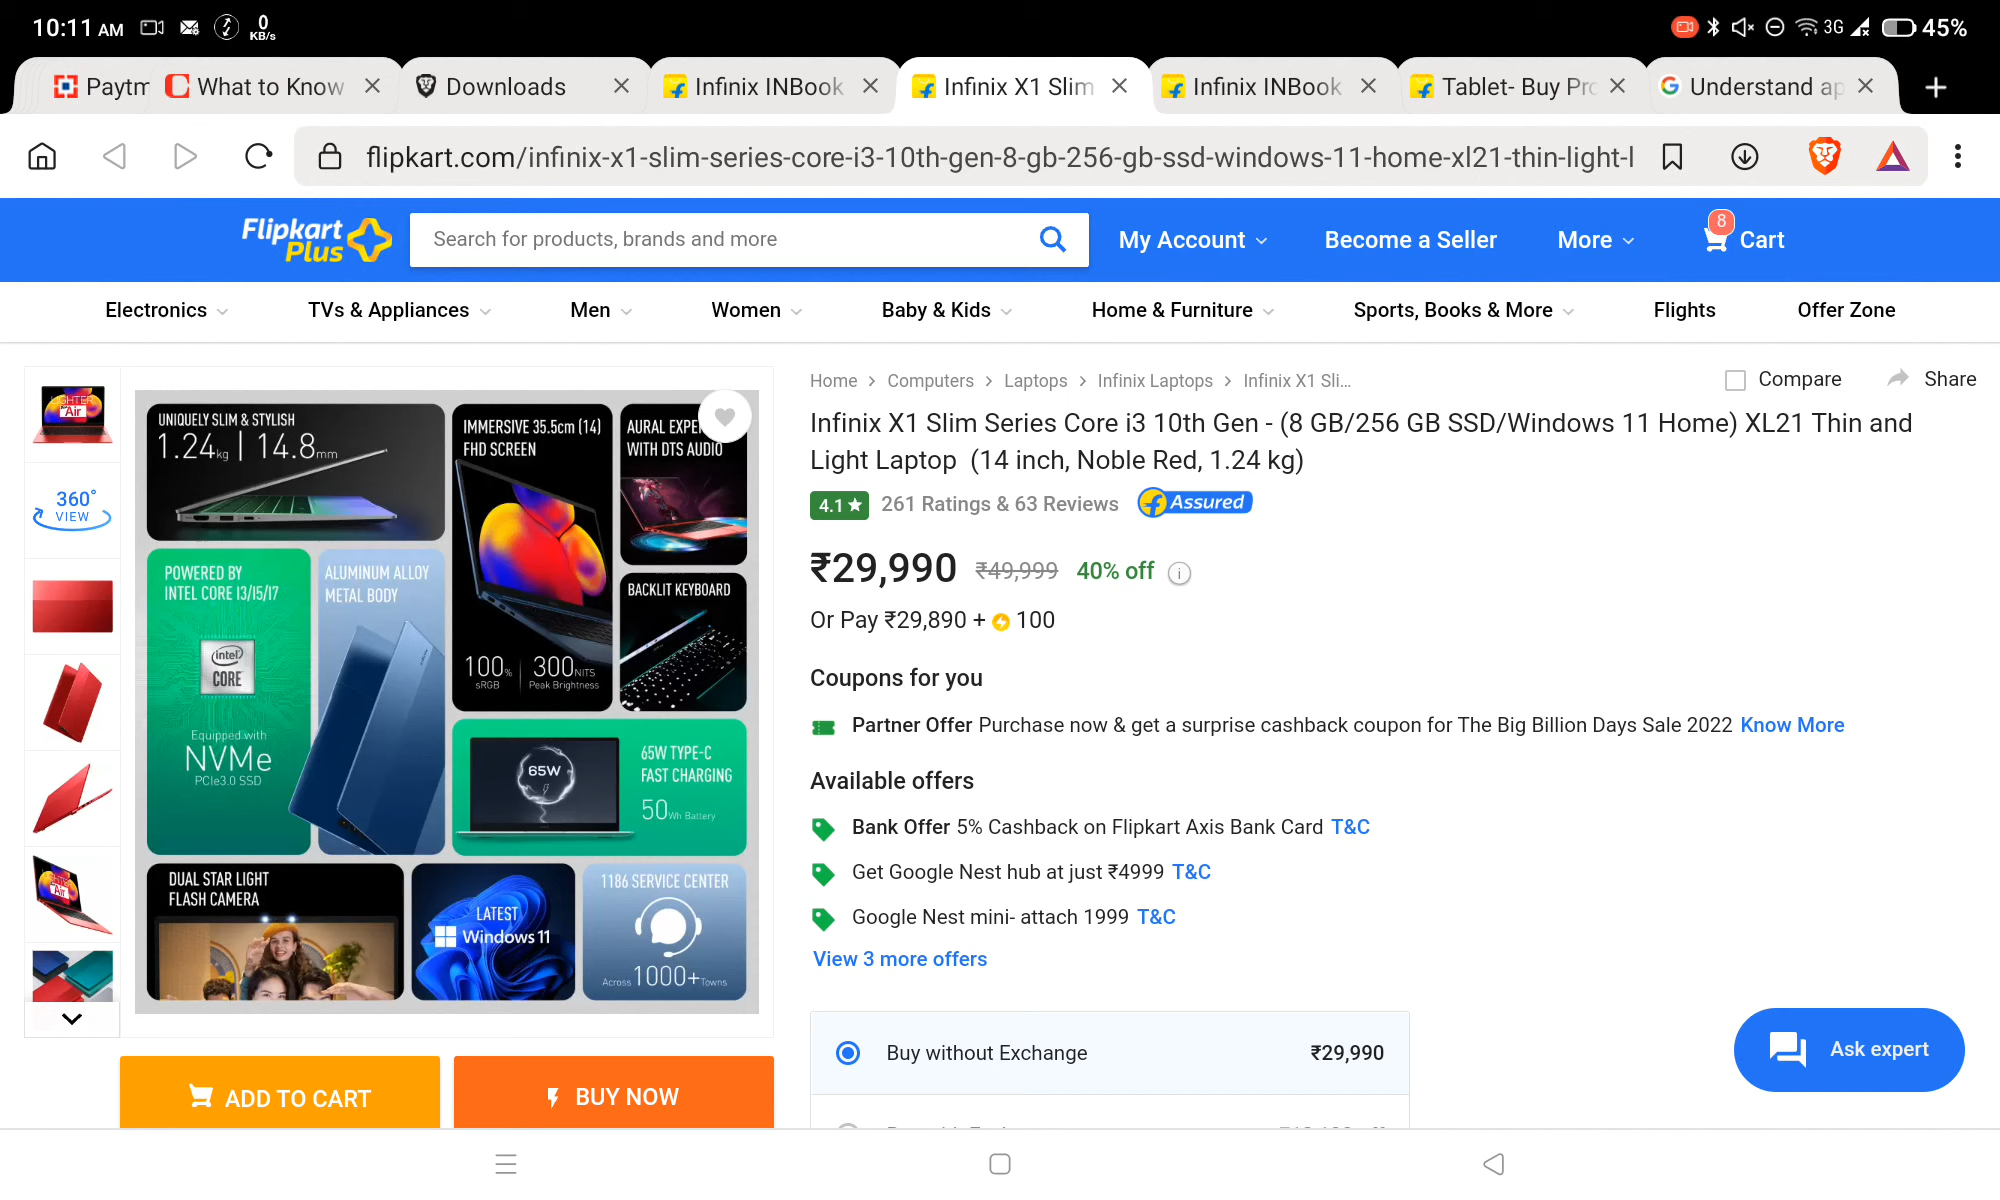 10:11 AM
0
KB/s
3G
45%
Paytm
What to Know
Downloads
Infinix INBook
Infinix X1 Slim
Infinix INBook
Tablet- Buy Pro
Understand ap
flipkart.com/infinix-x1-slim-series-core-i3-10th-gen-8-gb-256-gb-ssd-windows-11-home-xl21-thin-light-l
Flipkart
Plus
Search for products, brands and more
My Account
Become a Seller
More
8
Cart
Electronics
TVs & Appliances
Men
Women
Baby & Kids
Home & Furniture
Sports, Books & More
Flights
Offer Zone
LIGHTER
Air
360°
VIEW
Air
UNIQUELY SLIM & STYLISH
1.24kg | 14.8mm
IMMERSIVE 35.5cm (14)
FHD SCREEN
100% sRGB
300NITS Peak Brightness
AURAL EXPE
WITH DTS AUDIO
POWERED BY
INTEL CORE I3/I5/I7
intel
CORE
Equipped with
NVMe
PCIe3.0 SSD
ALUMINUM ALLOY
METAL BODY
BACKLIT KEYBOARD
65W
65W TYPE-C
FAST CHARGING
50Wh Battery
DUAL STAR LIGHT
FLASH CAMERA
LATEST
Windows 11
1186 SERVICE CENTER
Across 1000+Towns
ADD TO CART
BUY NOW
Home > Computers > Laptops > Infinix Laptops > Infinix X1 Sli...
Compare
Share
Infinix X1 Slim Series Core i3 10th Gen - (8 GB/256 GB SSD/Windows 11 Home) XL21 Thin and
Light Laptop (14 inch, Noble Red, 1.24 kg)
4.1★ 261 Ratings & 63 Reviews Assured
₹29,990 ₹49,999 40% off i
Or Pay ₹29,890 + 100
Coupons for you
Partner Offer Purchase now & get a surprise cashback coupon for The Big Billion Days Sale 2022 Know More
Available offers
Bank Offer 5% Cashback on Flipkart Axis Bank Card T&C
Get Google Nest hub at just ₹4999 T&C
Google Nest mini- attach 1999 T&C
View 3 more offers
Buy without Exchange ₹29,990
Ask expert